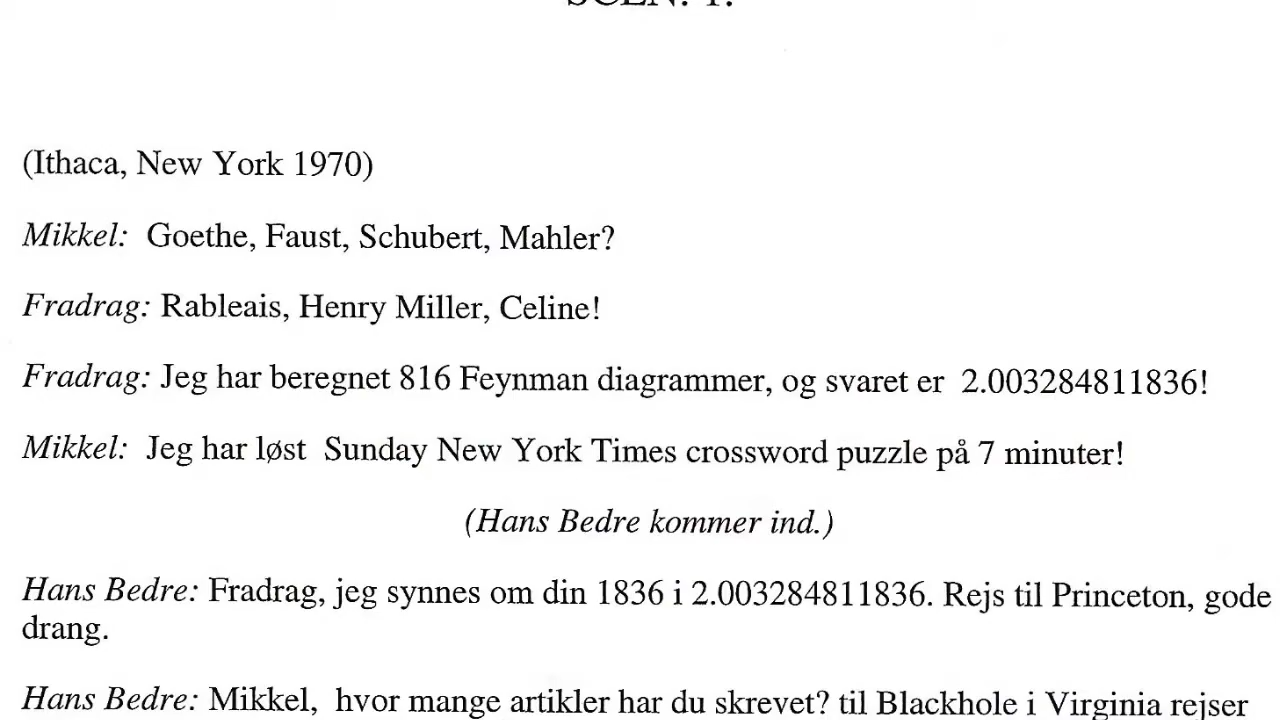 SCEN. 1.
(Ithaca, New York 1970)
Mikkel: Goethe, Faust, Schubert, Mahler?
Fradrag: Rableais, Henry Miller, Celine!
Fradrag: Jeg har beregnet 816 Feynman diagrammer, og svaret er 2.003284811836!
Mikkel: Jeg har løst Sunday New York Times crossword puzzle på 7 minuter!
(Hans Bedre kommer ind.)
Hans Bedre: Fradrag, jeg synnes om din 1836 i 2.003284811836. Rejs til Princeton, gode
drang.
Hans Bedre: Mikkel, hvor mange artikler har du skrevet? til Blackhole i Virginia rejser